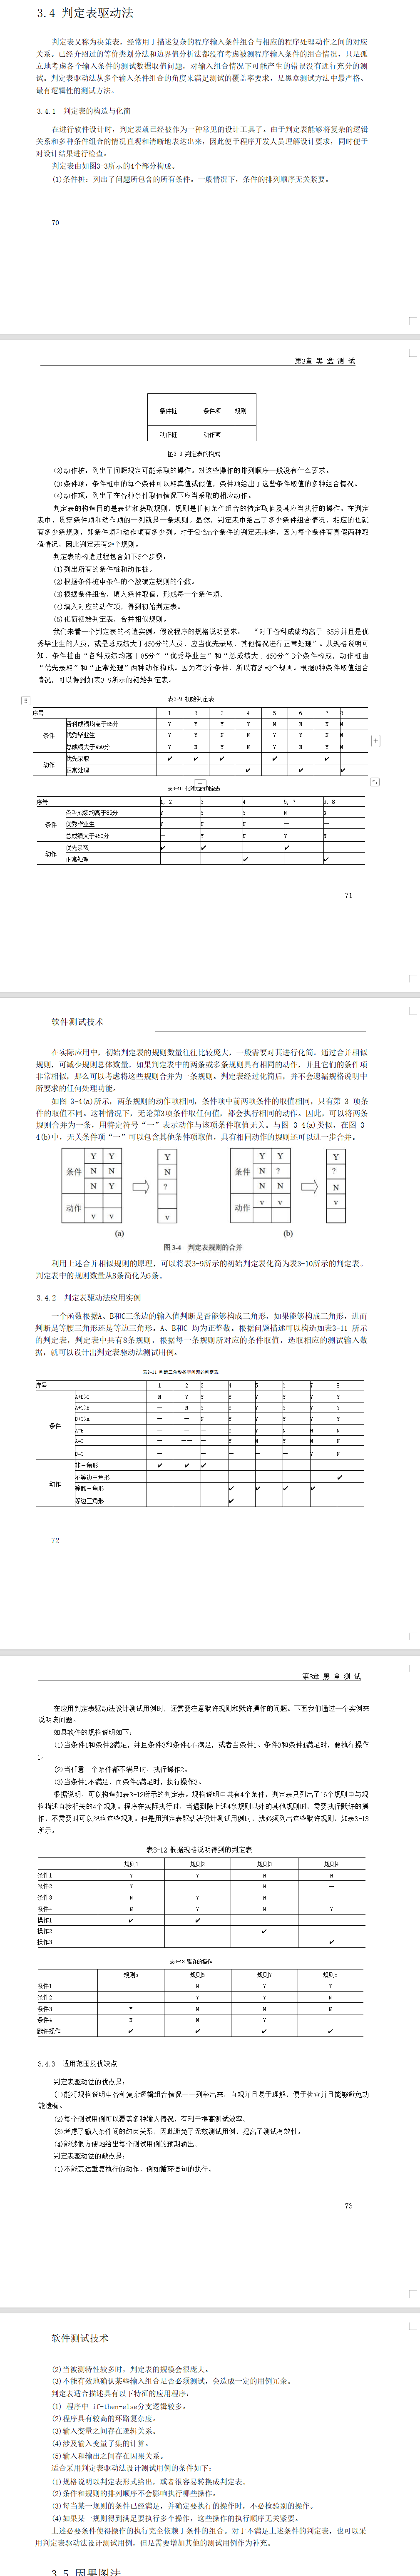 3.4 判定表驱动法
判定表又称为决策表，经常用于描述复杂的程序输入条件组合与相应的程序处理动作之间的对应
关系。已经介绍过的等价类划分法和边界值分析法都没有考虑被测程序输入条件的组合情况，只是孤
立地考虑各个输入条件的测试数据取值问题，对输入组合情况下可能产生的错误没有进行充分的测
试。判定表驱动法从多个输入条件组合的角度来满足测试的覆盖率要求，是黑盒测试方法中最严格、
最有逻辑性的测试方法。
3.4.1 判定表的构造与化简
在进行软件设计时，判定表就已经被作为一种常见的设计工具了。由于判定表能够将复杂的逻辑
关系和多种条件组合的情况直观和清晰地表达出来，因此便于程序开发人员理解设计要求，同时便于
对设计结果进行检查。
判定表由如图3-3所示的4个部分构成。
(1)条件桩：列出了问题所包含的所有条件。一般情况下，条件的排列顺序无关紧要。
70
第3章 黑 盒 测 试
条件桩 条件项 规则
动作桩 动作项
图3-3 判定表的构成
(2)动作桩：列出了问题规定可能采取的操作。对这些操作的排列顺序一般没有什么要求。
(3)条件项：条件桩中的每个条件可以取真值或假值，条件项给出了这些条件取值的多种组合情况。
(4)动作项：列出了在各种条件取值情况下应当采取的相应动作。
判定表的构造目的是表达和获取规则，规则是任何条件组合的特定取值及其应当执行的操作。在判定
表中，贯穿条件项和动作项的一列就是一条规则。显然，判定表中给出了多少条件组合情况，相应的也就
有多少条规则，即条件项和动作项有多少列。对于包含n个条件的判定表来讲，因为每个条件有真假两种取
值情况，因此判定表有2ⁿ个规则。
判定表的构造过程包含如下5个步骤：
(1)列出所有的条件桩和动作桩。
(2)根据条件桩中条件的个数确定规则的个数。
(3)根据条件组合，填入条件取值，形成每一个条件项。
(4)填入对应的动作项，得到初始判定表。
(5)化简初始判定表，合并相似规则。
我们来看一个判定表的构造实例。假设程序的规格说明要求： “对于各科成绩均高于 85分并且是优
秀毕业生的人员，或是总成绩大于450分的人员，应当优先录取，其他情况进行正常处理”。从规格说明可
知，条件桩由“各科成绩均高于85分”“优秀毕业生”和“总成绩大于450分”3个条件构成，动作桩由
“优先录取”和“正常处理”两种动作构成。因为有3个条件，所以有2³=8个规则。根据8种条件取值组合
情况，可以得到如表3-9所示的初始判定表。
表3-9 初始判定表
序号 1 2 3 4 5 6 7 8
条件 各科成绩均高于85分 Y Y Y Y N N N N
优秀毕业生 Y Y N N Y Y N N
总成绩大于450分 Y N Y N Y N Y N
动作 优先录取 ✔ ✔ ✔ ✔ ✔
正常处理 ✔ ✔ ✔
表3-10 化简后的判定表
序号 1, 2 3 4 5, 7 6, 8
条件 各科成绩均高于85分 Y Y Y N N
优秀毕业生 Y N N — —
总成绩大于450分 — Y N Y N
动作 优先录取 ✔ ✔ ✔
正常处理 ✔ ✔
71
软件测试技术
在实际应用中，初始判定表的规则数量往往比较庞大，一般需要对其进行化简。通过合并相似
规则，可减少规则总体数量。如果判定表中的两条或多条规则具有相同的动作，并且它们的条件项
非常相似，那么可以考虑将这些规则合并为一条规则。判定表经过化简后，并不会遗漏规格说明中
所要求的任何处理功能。
如图 3-4(a)所示，两条规则的动作项相同，条件项中前两项条件的取值相同，只有第 3 项条
件的取值不同。这种情况下，无论第3项条件取任何值，都会执行相同的动作。因此，可以将两条
规则合并为一条，用特定符号“一”表示动作与该项条件取值无关。与图 3-4(a)类似，在图 3-
4(b)中，无关条件项“一”可以包含其他条件项取值，具有相同动作的规则还可以进一步合并。
条件 Y Y Y 条件 Y Y Y
N N N N ? ?
N Y ? N N N
动作 v v v 动作 v v v
(a) (b)
图 3-4 判定表规则的合并
利用上述合并相似规则的原理，可以将表3-9所示的初始判定表化简为表3-10所示的判定表，
判定表中的规则数量从8条简化为5条。
3.4.2 判定表驱动法应用实例
一个函数根据A、B和C三条边的输入值判断是否能够构成三角形，如果能够构成三角形，进而
判断是等腰三角形还是等边三角形。A、B和C 均为正整数。根据问题描述可以构造如表3-11 所示
的判定表。判定表中共有8条规则，根据每一条规则所对应的条件取值，选取相应的测试输入数
据，就可以设计出判定表驱动法测试用例。
表3-11 判断三角形类型问题的判定表
序号 1 2 3 4 5 6 7 8
条件 A+B>C N Y Y Y Y Y Y Y
A+C>B — N Y Y Y Y Y Y
B+C>A — — N Y Y Y Y Y
A=B — — — Y Y N N N
A=C — —— — Y N Y N N
B=C — — — — — Y N
动作 非三角形 ✔ ✔ ✔
不等边三角形 ✔
等腰三角形 ✔ ✔ ✔ ✔
等边三角形 ✔
72
第3章 黑 盒 测 试
在应用判定表驱动法设计测试用例时，还需要注意默许规则和默许操作的问题。下面我们通过一个实例来
说明该问题。
如果软件的规格说明如下：
(1)当条件1和条件2满足，并且条件3和条件4不满足，或者当条件1、条件3和条件4满足时，要执行操作
1。
(2)当任意一个条件都不满足时，执行操作2。
(3)当条件1不满足，而条件4满足时，执行操作3。
根据说明，可以构造如表3-12所示的判定表。规格说明中共有4个条件，判定表只列出了16个规则中与规
格描述直接相关的4个规则。程序在实际执行时，当遇到除上述4条规则以外的其他规则时，需要执行默许的操
作。不需要时可以忽略这些规则。但是用判定表驱动法设计测试用例时，就必须列出这些默许规则，如表3-13
所示。
表3-12 根据规格说明得到的判定表
规则1 规则2 规则3 规则4
条件1 Y Y N N
条件2 Y N —
条件3 N Y N
条件4 N Y N Y
操作1 ✔ ✔
操作2 ✔
操作3 ✔
表3-13 默许的操作
规则5 规则6 规则7 规则8
条件1 N Y Y
条件2 Y Y N
条件3 Y N N N
条件4 N N Y
默许操作 ✔ ✔ ✔ ✔
3.4.3 适用范围及优缺点
判定表驱动法的优点是：
(1)能将规格说明中各种复杂逻辑组合情况一一列举出来，直观并且易于理解、便于检查并且能够避免功
能遗漏。
(2)每个测试用例可以覆盖多种输入情况，有利于提高测试效率。
(3)考虑了输入条件间的约束关系，因此避免了无效测试用例，提高了测试有效性。
(4)能够很方便地给出每个测试用例的预期输出。
判定表驱动法的缺点是：
(1)不能表达重复执行的动作，例如循环语句的执行。
73
软件测试技术
(2)当被测特性较多时，判定表的规模会很庞大。
(3)不能有效地确认某些输入组合是否必须测试，会造成一定的用例冗余。
判定表适合描述具有以下特征的应用程序：
(1) 程序中 if-then-else分支逻辑较多。
(2)程序具有较高的环路复杂度。
(3)输入变量之间存在逻辑关系。
(4)涉及输入变量子集的计算。
(5)输入和输出之间存在因果关系。
适合采用判定表驱动法设计测试用例的条件如下：
(1)规格说明以判定表形式给出，或者很容易转换成判定表。
(2)条件和规则的排列顺序不会影响执行哪些操作。
(3)每当某一规则的条件已经满足，并确定要执行的操作时，不必检验别的操作。
(4)如果某一规则得到满足要执行多个操作，这些操作的执行顺序无关紧要。
上述必要条件使得操作的执行完全依赖于条件的组合。对于不满足上述条件的判定表，也可以采
用判定表驱动法设计测试用例，但是需要增加其他的测试用例作为补充。
3.5 因果图法